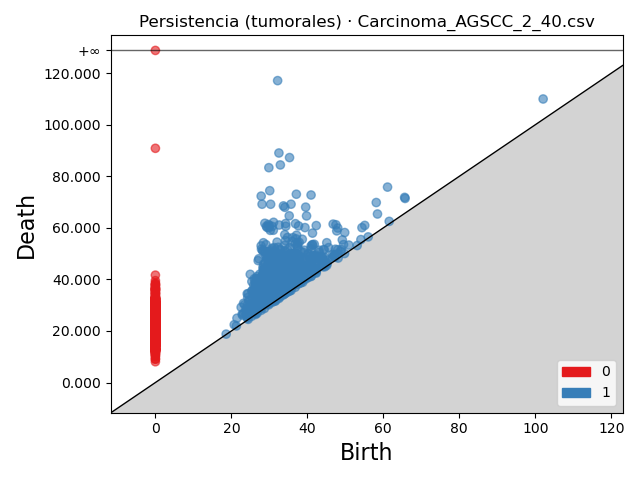 Persistencia (tumorales) · Carcinoma_AGSCC_2_40.csv
+∞
120.000
100.000
80.000
60.000
40.000
20.000
0.000
Death
0 20 40 60 80 100 120
Birth
0
1